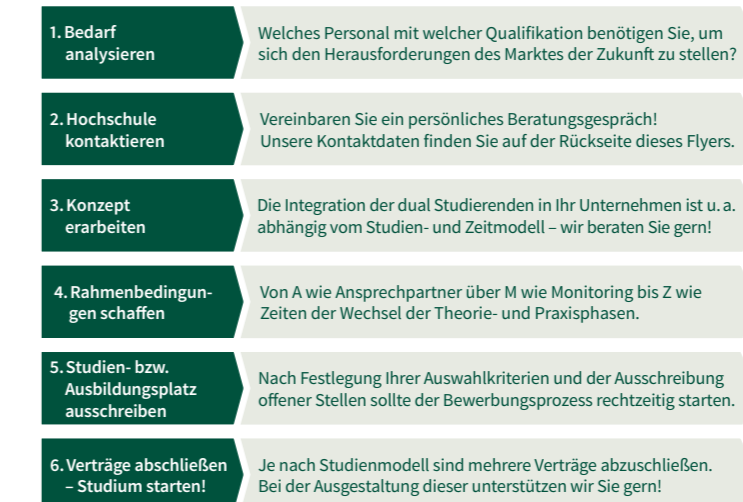 1. Bedarf
analysieren
Welches Personal mit welcher Qualifikation benötigen Sie, um
sich den Herausforderungen des Marktes der Zukunft zu stellen?
2. Hochschule
kontaktieren
Vereinbaren Sie ein persönliches Beratungsgespräch!
Unsere Kontaktdaten finden Sie auf der Rückseite dieses Flyers.
3. Konzept
erarbeiten
Die Integration der dual Studierenden in Ihr Unternehmen ist u. a.
abhängig vom Studien- und Zeitmodell – wir beraten Sie gern!
4. Rahmenbedingun-
gen schaffen
Von A wie Ansprechpartner über M wie Monitoring bis Z wie
Zeiten der Wechsel der Theorie- und Praxisphasen.
5. Studien- bzw.
Ausbildungsplatz
ausschreiben
Nach Festlegung Ihrer Auswahlkriterien und der Ausschreibung
offener Stellen sollte der Bewerbungsprozess rechtzeitig starten.
6. Verträge abschließen
– Studium starten!
Je nach Studienmodell sind mehrere Verträge abzuschließen.
Bei der Ausgestaltung dieser unterstützen wir Sie gern!